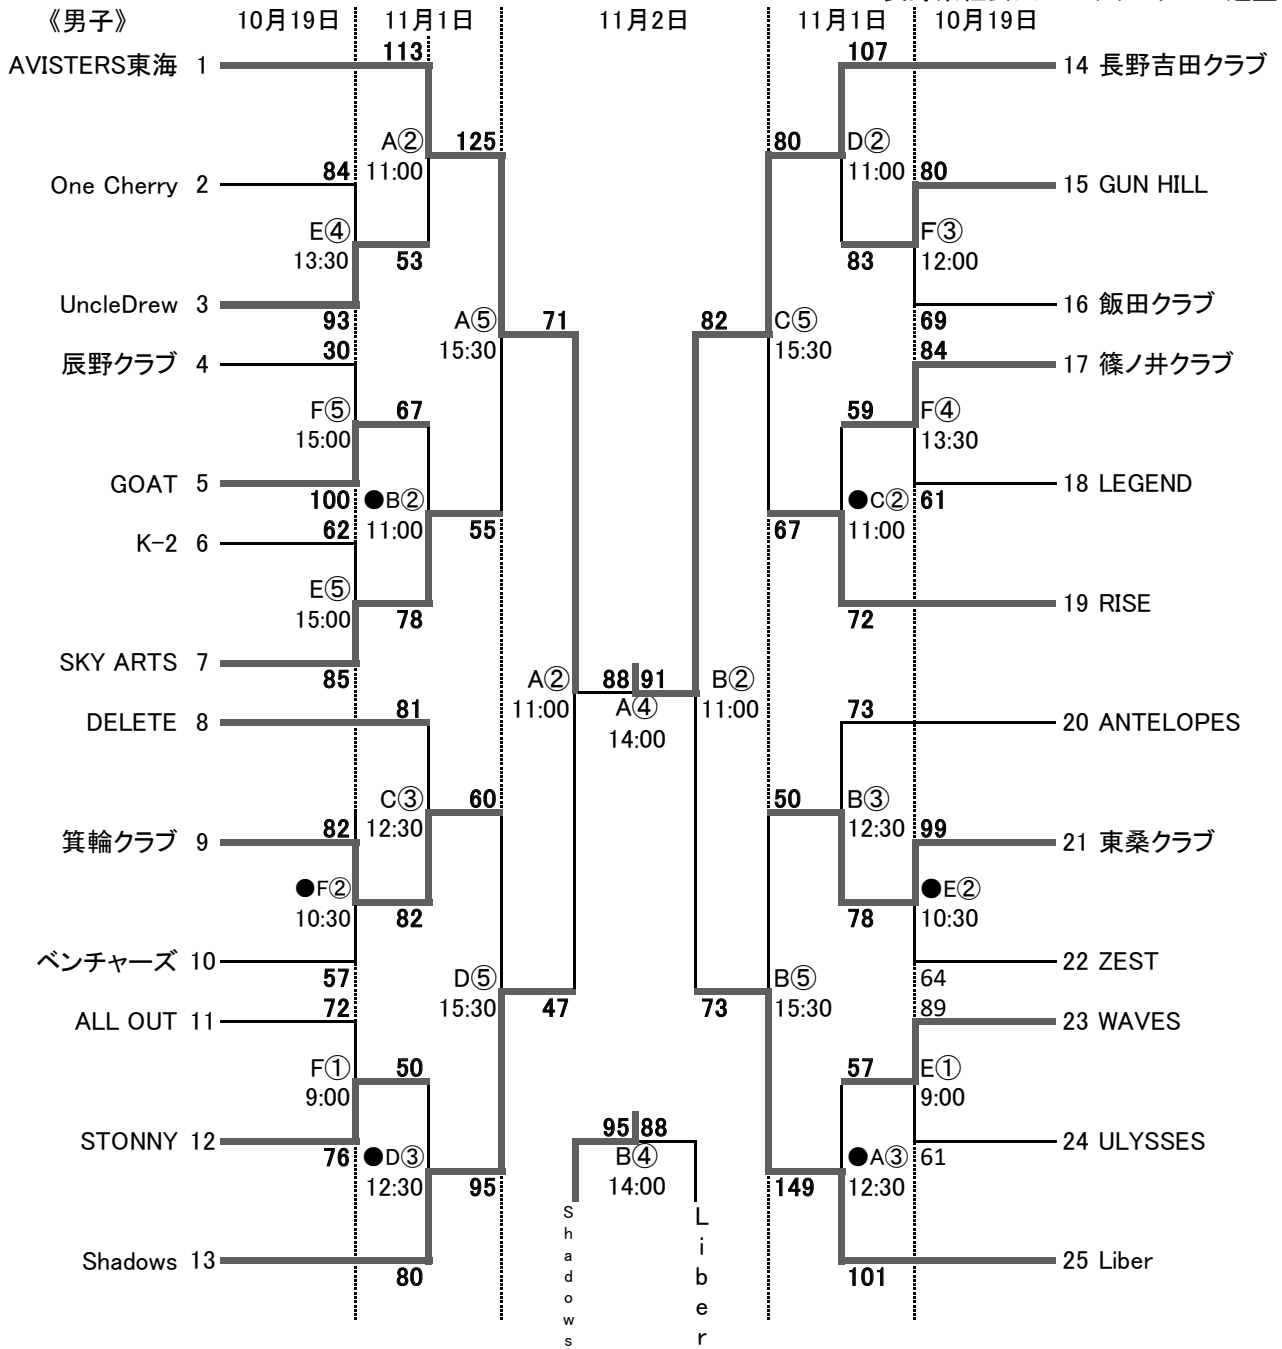 《男子》 10月19日 11月1日 11月2日 11月1日 10月19日
113 107
AVISTERS東海 1 14 長野吉田クラブ
A② 125 80 D②
84 11:00 11:00 80
One Cherry 2 15 GUN HILL
E④ F③
13:30 53 83 12:00
UncleDrew 3 16 飯田クラブ
93 A⑤ 71 82 C⑤ 69
30 15:30 15:30 84
辰野クラブ 4 17 篠ノ井クラブ
F⑤ 67 59 F④
15:00 13:30
GOAT 5 18 LEGEND
100 ●B② ●C② 61
62 11:00 55 67 11:00
K-2 6
E⑤
15:00 78 72
19 RISE
SKY ARTS 7
85 A② 88 91 B②
81 11:00 A④ 11:00 73
DELETE 8 14:00 20 ANTELOPES
C③ 60 50 B③
82 12:30 12:30 99
箕輪クラブ 9 21 東桑クラブ
●F② ●E②
10:30 82 78 10:30
ベンチャーズ 10 22 ZEST
57 D⑤ B⑤ 64
72 15:30 47 73 15:30 89
ALL OUT 11 23 WAVES
F① 50 57 E①
9:00 9:00
STONNY 12 95 88 24 ULYSSES
76 ●D③ B④ ●A③ 61
12:30 95 14:00 149 12:30
Shadows Liber
Shadows 13 25 Liber
80 101